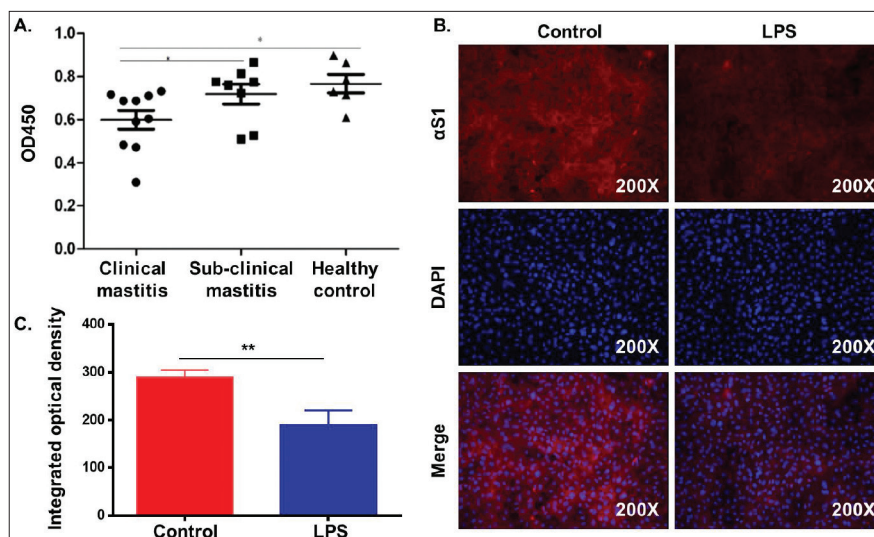 A.
*
*
OD450
1.0
0.8
0.6
0.4
0.2
0.0
Clinical
mastitis
Sub-clinical
mastitis
Healthy
control
B.
Control
LPS
αS1
200X
200X
DAPI
200X
200X
Merge
200X
200X
C.
Integrated optical density
400
300
200
100
0
**
Control
LPS